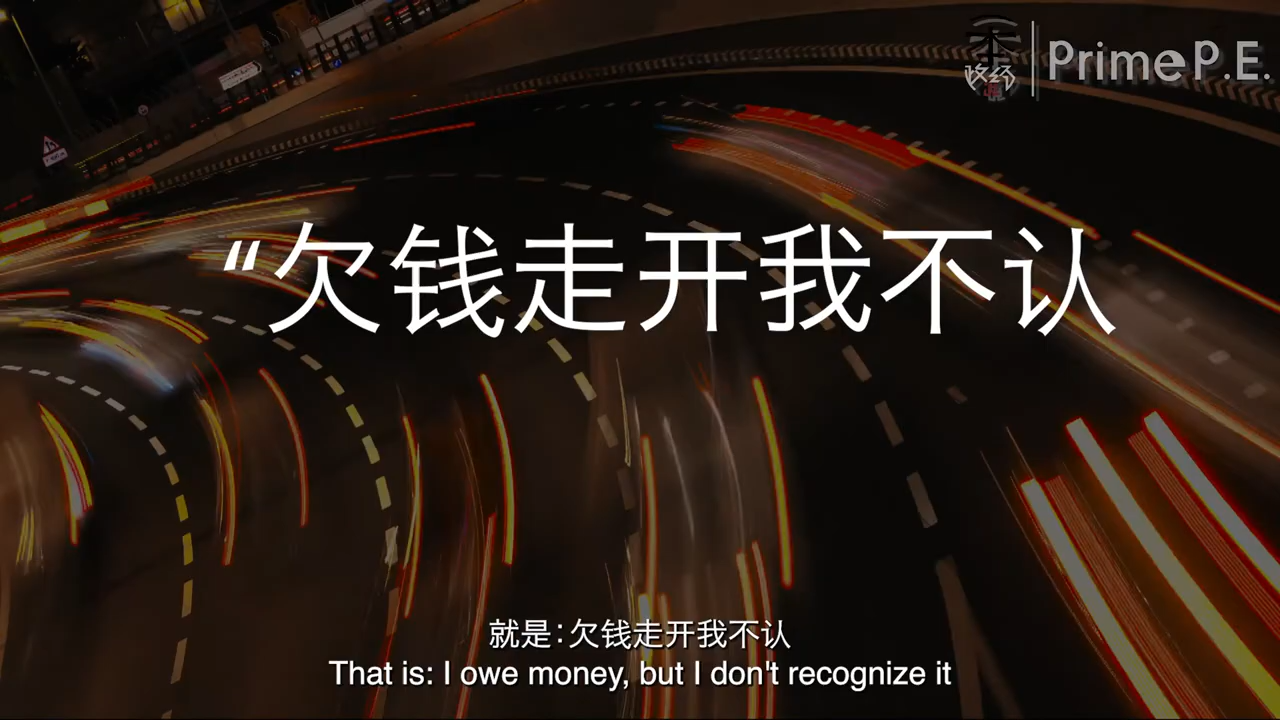 PrimeP.E.
“欠钱走开我不认
就是：欠钱走开我不认
That is: I owe money, but I don't recognize it